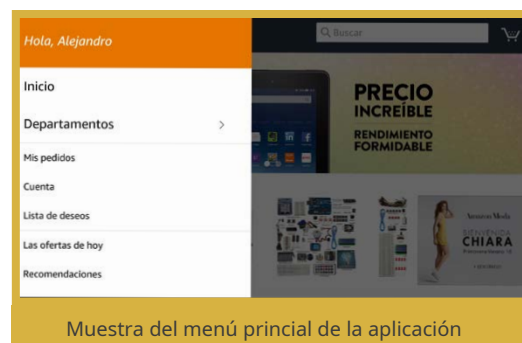 Hola, Alejandro
Inicio
Departamentos
Mis pedidos
Cuenta
Lista de deseos
Las ofertas de hoy
Recomendaciones
Buscar
PRECIO
INCREÍBLE
RENDIMIENTO
FORMIDABLE
BIENVENIDA
CHIARA
Muestra del menú princial de la aplicación